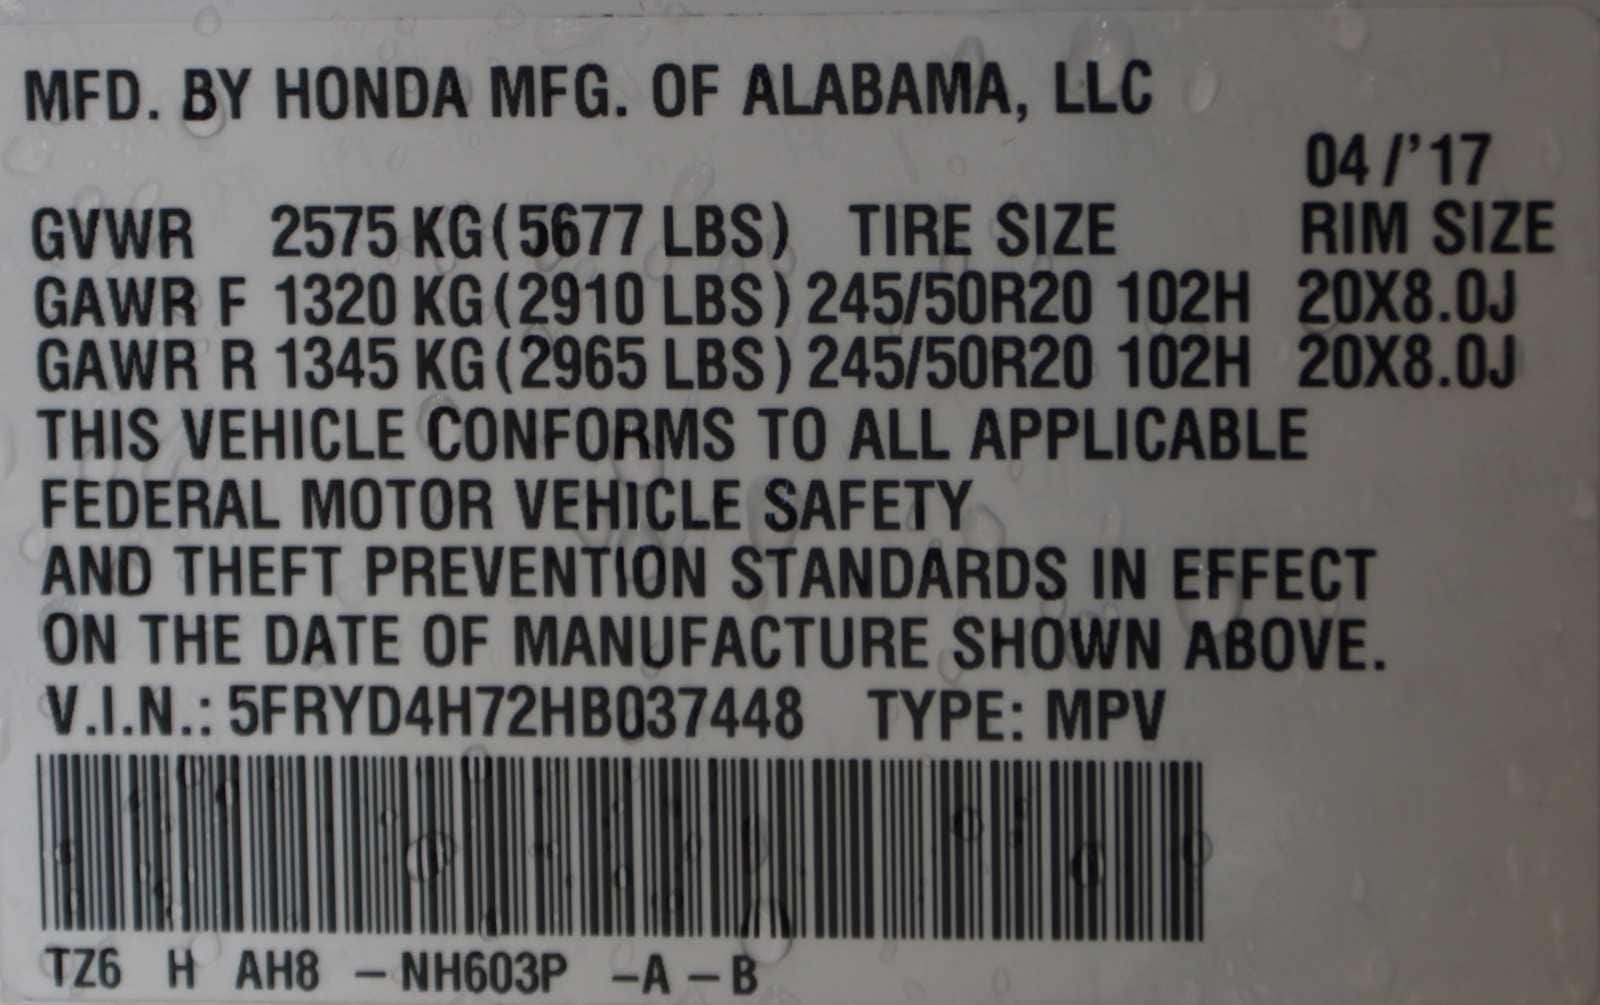 MFD. BY HONDA MFG. OF ALABAMA, LLC
04/'17
GVWR 2575 KG(5677 LBS) TIRE SIZE RIM SIZE
GAWR F 1320 KG(2910 LBS) 245/50R20 102H 20X8.0J
GAWR R 1345 KG(2965 LBS) 245/50R20 102H 20X8.0J
THIS VEHICLE CONFORMS TO ALL APPLICABLE
FEDERAL MOTOR VEHICLE SAFETY
AND THEFT PREVENTION STANDARDS IN EFFECT
ON THE DATE OF MANUFACTURE SHOWN ABOVE.
V.I.N.: 5FRYD4H72HB037448 TYPE: MPV
TZ6 H AH8 -NH603P -A-B